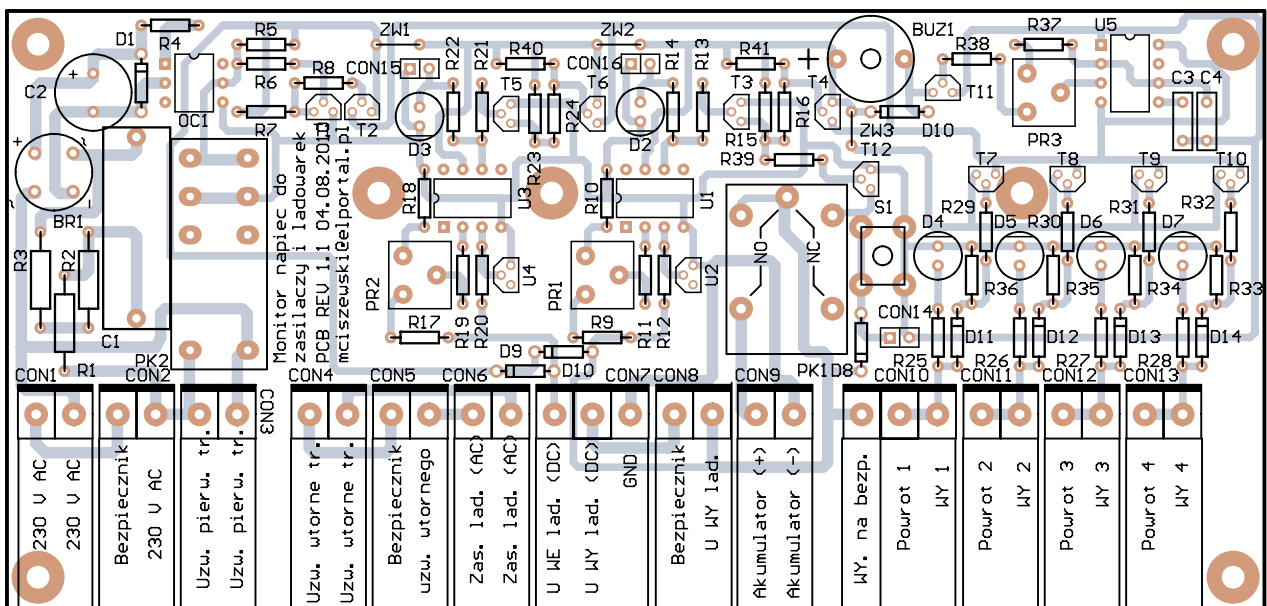 D1
R4
R5
ZW1
R22
R21
R40
ZW2
R14
R13
R41
BUZ1
R37
U5
R38
C2
+
R6
R8
CON15
T5
CON16
T6
T3
+
T4
T11
C3
C4
OC1
R7
T1
T2
D3
R24
D2
R15
R16
ZW3
D10
PR3
+
BR1
R23
R39
T12
T7
T8
T9
T10
R18
U3
R10
U1
S1
R29
R30
R31
R32
D4
D5
D6
D7
R3
R2
NO
NC
PR2
U4
PR1
U2
R36
R35
R34
R33
C1
R17
R19
R20
R9
R11
R12
CON14
D9
D10
R1
PK2
PK1
D8
R25
D11
R26
D12
R27
D13
R28
D14
Monitor napiec do
zasilaczy i ladowarek
PCB REV 1.1 04.08.2013
mciszewski@elportal.pl
CON1
CON2
CON3
CON4
CON5
CON6
CON7
CON8
CON9
CON10
CON11
CON12
CON13
230 V AC
230 V AC
Bezpiecznik
230 V AC
Uzw. pierw. tr.
Uzw. pierw. tr.
Uzw. wtorne tr.
Uzw. wtorne tr.
Bezpiecznik
uzw. wtornego
Zas. lad. (AC)
Zas. lad. (AC)
U WE lad. (DC)
U WY lad. (DC)
GND
Bezpiecznik
U WY lad.
Akumulator (+)
Akumulator (-)
WY. na bezp.
Powrot 1
WY 1
Powrot 2
WY 2
Powrot 3
WY 3
Powrot 4
WY 4